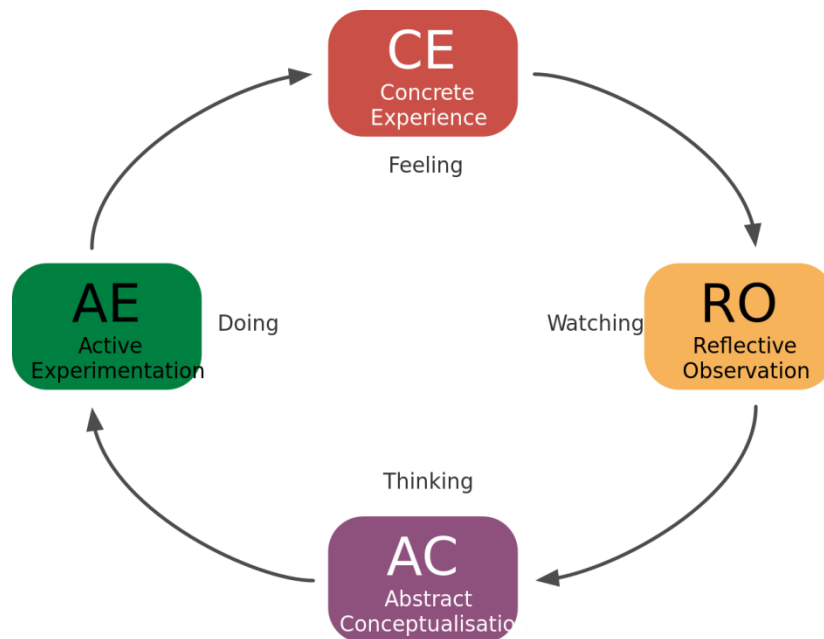 CE
Concrete
Experience
Feeling
AE
Active
Experimentation
Doing
Watching
RO
Reflective
Observation
Thinking
AC
Abstract
Conceptualisatio